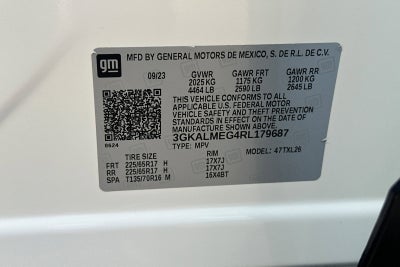 gm
MFD BY GENERAL MOTORS DE MEXICO, S. DE R.L. DE C.V.
09/23 GVWR GAWR FRT GAWR RR
2025 KG 1175 KG 1200 KG
4464 LB 2590 LB 2645 LB
THIS VEHICLE CONFORMS TO ALL
APPLICABLE U.S. FEDERAL MOTOR
VEHICLE SAFETY AND THEFT PREVENTION
STANDARDS IN EFFECT ON THE DATE OF
MANUFACTURE SHOWN ABOVE.
3GKALMEG4RL179687
0624 TYPE: MPV MODEL: 47TXL26
TIRE SIZE RIM
FRT 225/65R17 H 17X7J
RR 225/65R17 H 17X7J
SPA T135/70R16 M 16X4BT